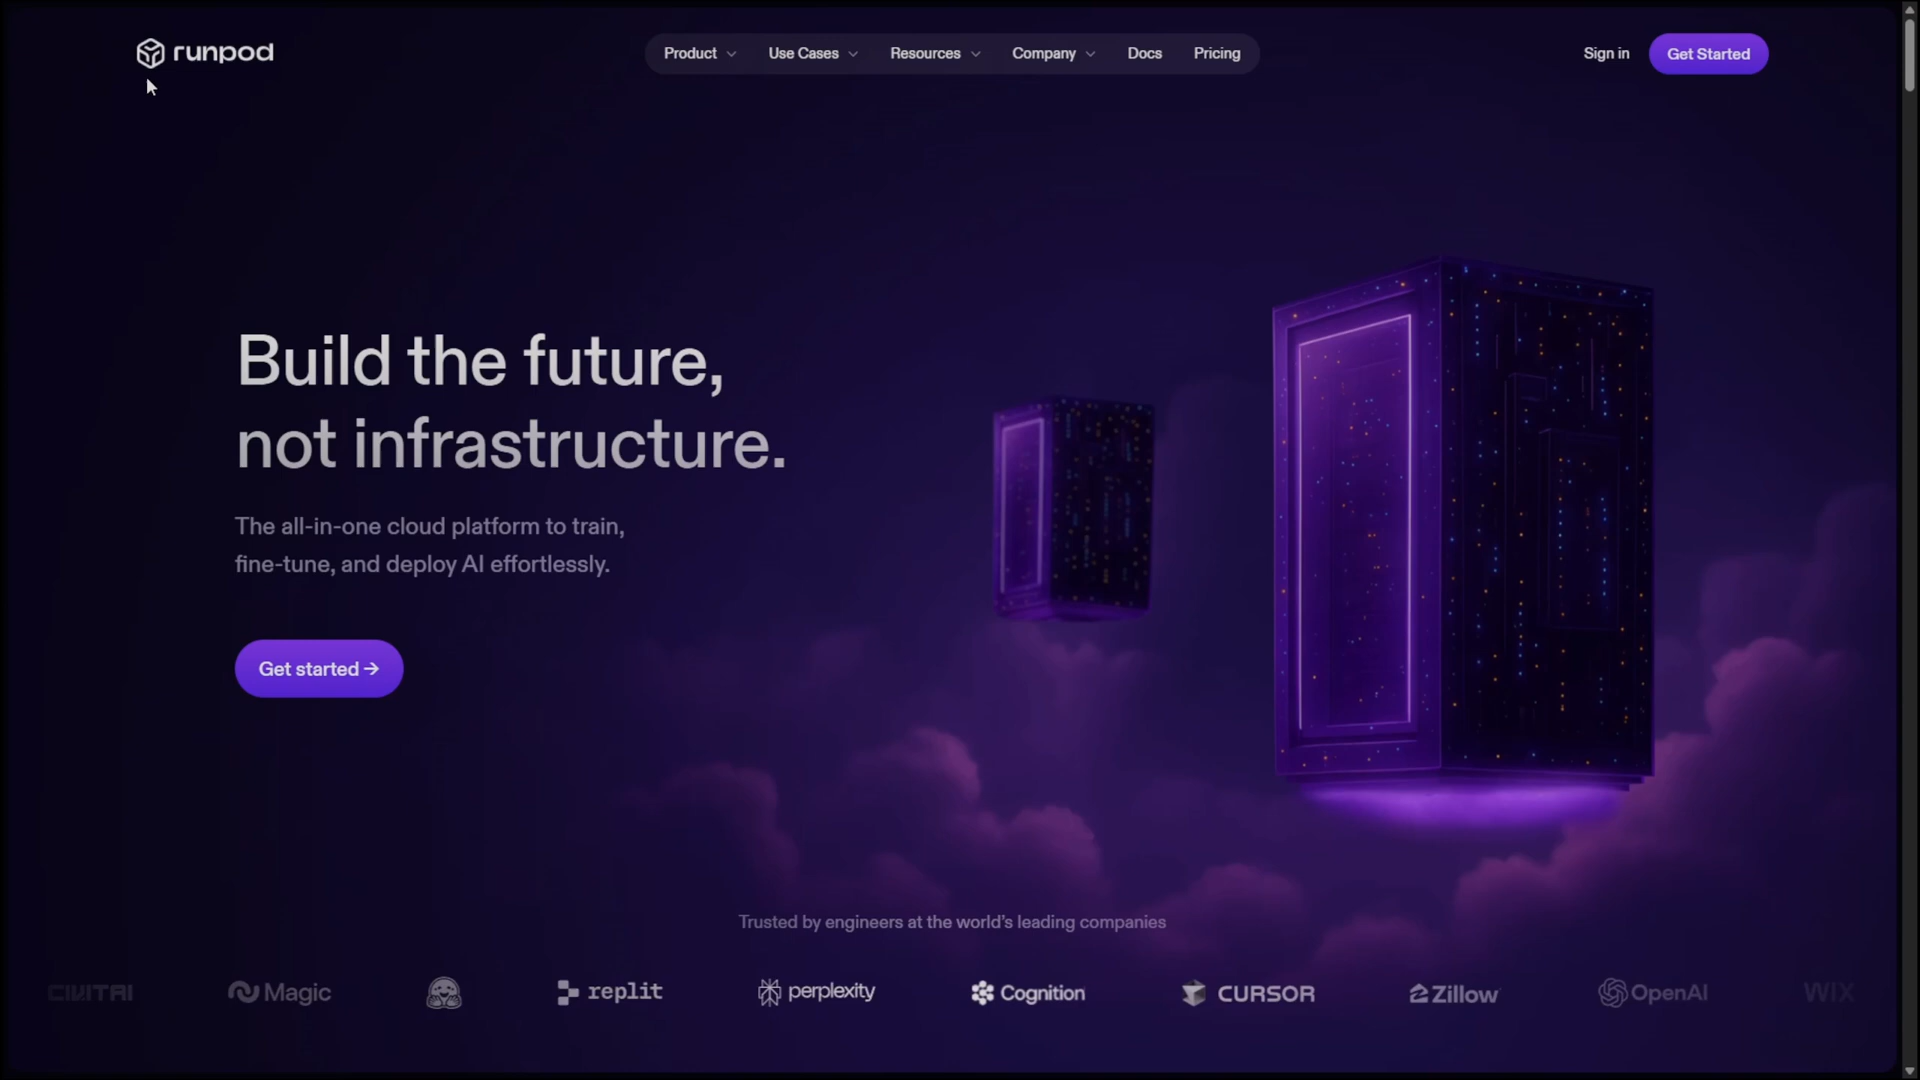 runpod
Product
Use Cases
Resources
Company
Docs
Pricing
Sign in
Get Started
Build the future,
not infrastructure.
The all-in-one cloud platform to train,
fine-tune, and deploy AI effortlessly.
Get started →
Trusted by engineers at the world's leading companies
CIVITAI
Magic
replit
perplexity
Cognition
CURSOR
Zillow
OpenAI
WIX